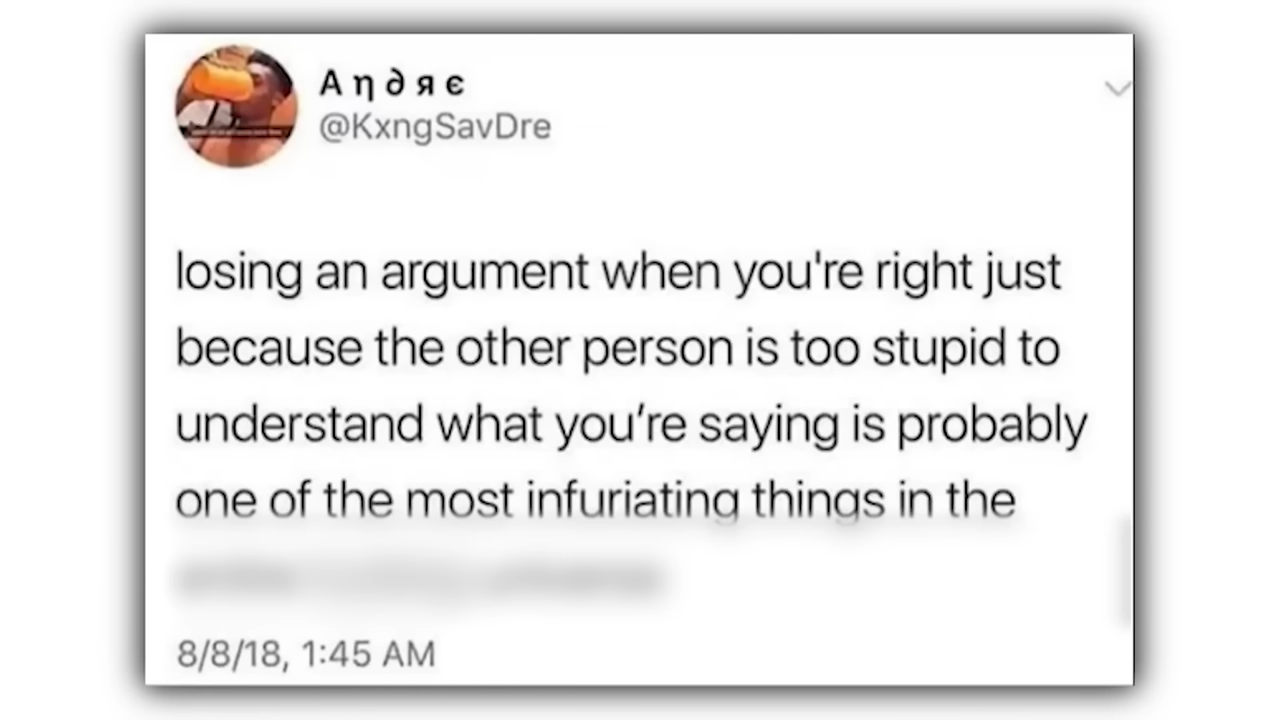 A η ∂ я є
@KxngSavDre
losing an argument when you're right just
because the other person is too stupid to
understand what you’re saying is probably
one of the most infuriating things in the
8/8/18, 1:45 AM